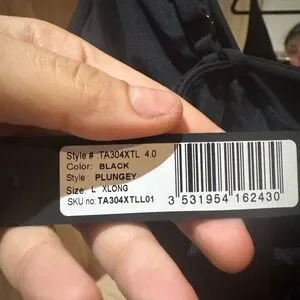 Style # TA304XTL 4.0
Color: BLACK
Style: PLUNGEY
Size: L XLONG
SKU no: TA304XTLL01
3 531954 162430